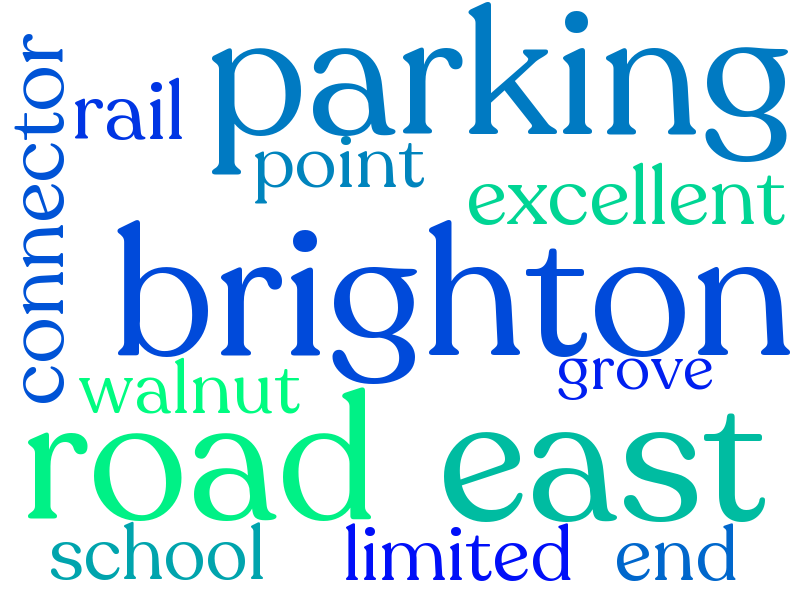 parking
rail
connector
point
excellent
brighton
grove
walnut
road
east
school
limited
end